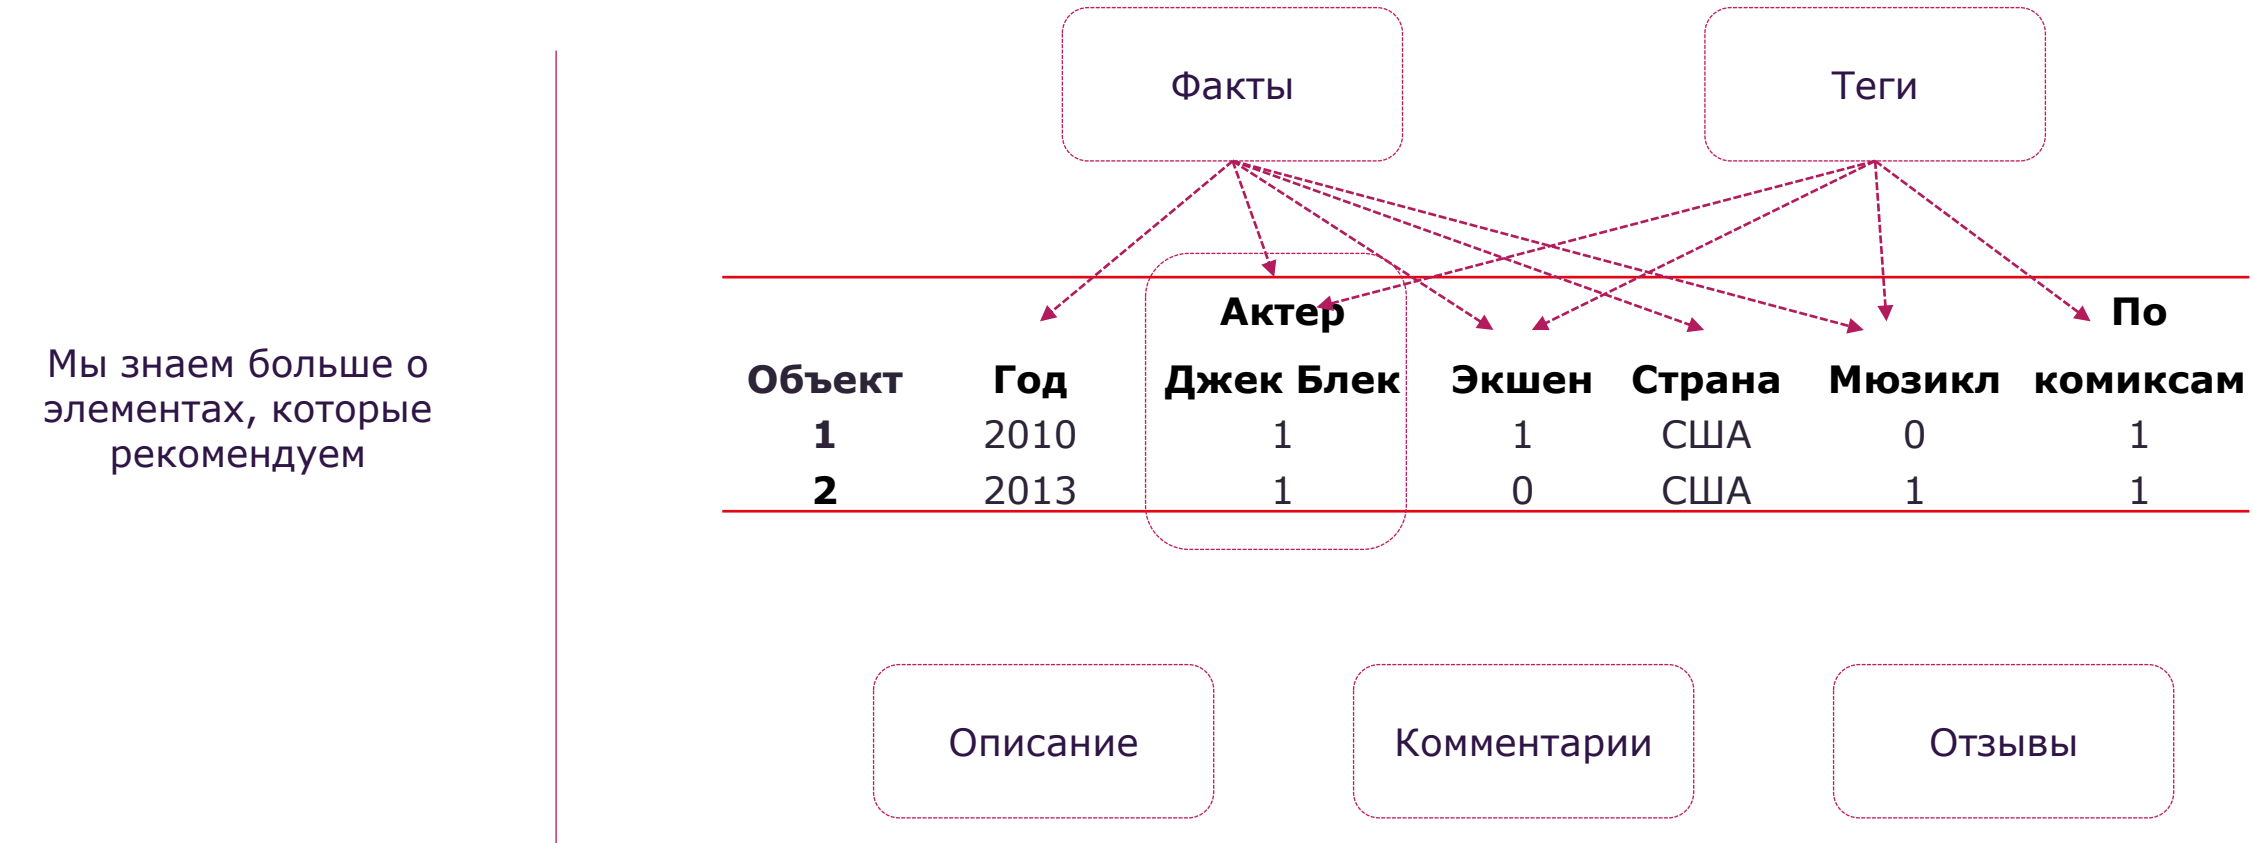 Факты
Теги
Мы знаем больше о
элементах, которые
рекомендуем
Актер По
Объект Год Джек Блек Экшен Страна Мюзикл комиксам
1 2010 1 1 США 0 1
2 2013 1 0 США 1 1
Описание
Комментарии
Отзывы